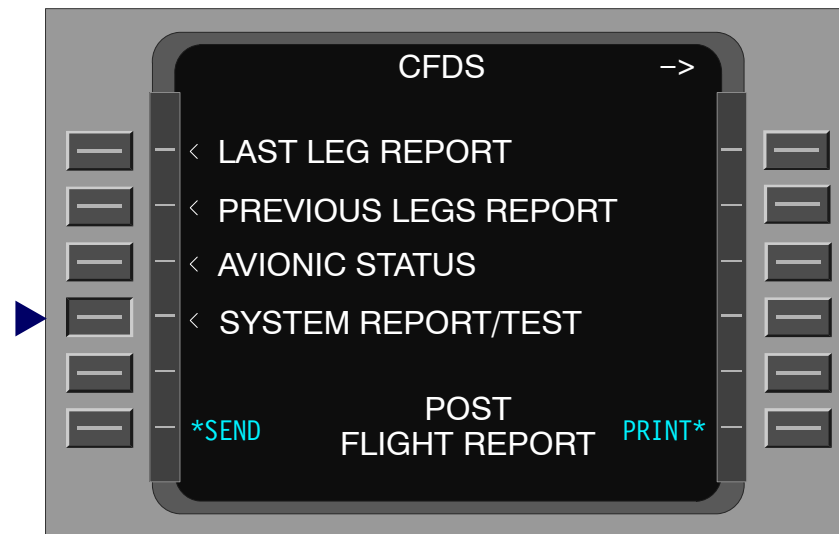 CFDS –>
< LAST LEG REPORT
< PREVIOUS LEGS REPORT
< AVIONIC STATUS
< SYSTEM REPORT/TEST
POST
*SEND FLIGHT REPORT PRINT*